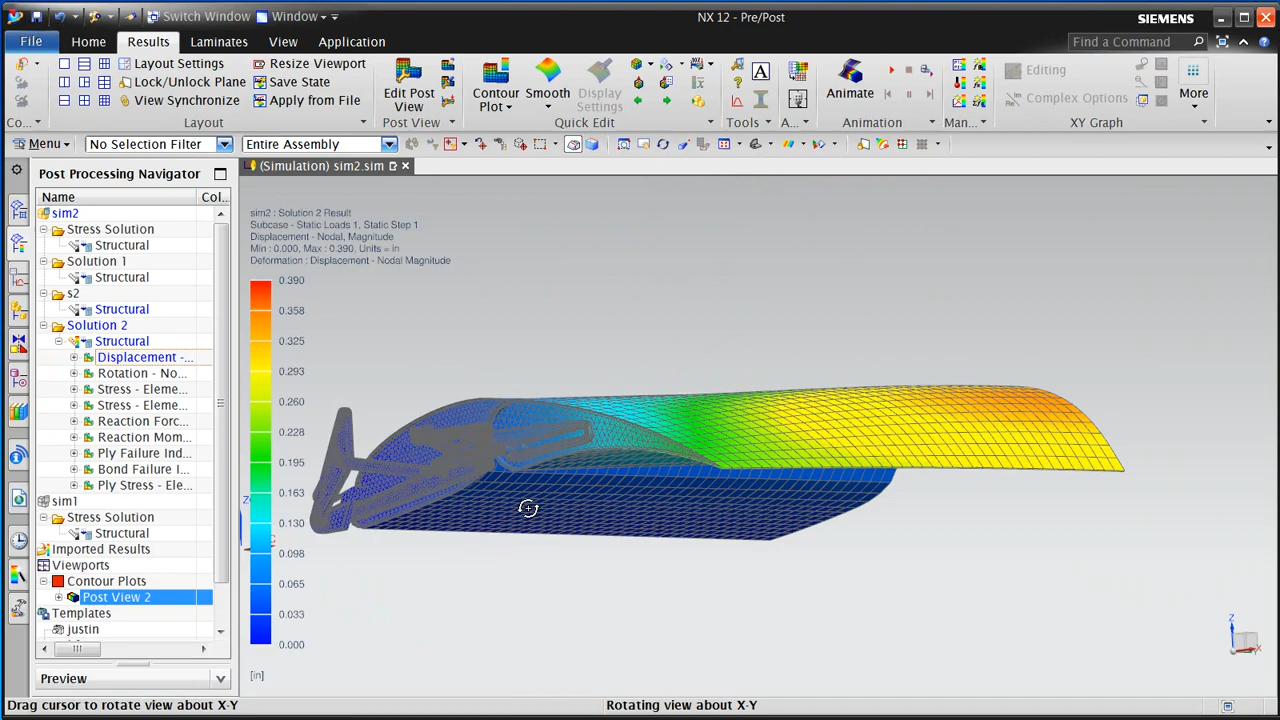 Switch Window
Window
NX 12 - Pre/Post
SIEMENS
File
Home
Results
Laminates
View
Application
Find a Command
Layout Settings
Lock/Unlock Plane
View Synchronize
Resize Viewport
Save State
Apply from File
Edit Post
View
Contour
Plot
Smooth
Display
Settings
A
Animate
Editing
Complex Options
More
Co...
Layout
Post View
Quick Edit
Tools
A...
Animation
Man...
XY Graph
Menu
No Selection Filter
Entire Assembly
Post Processing Navigator
(Simulation) sim2.sim
Name
Col...
sim2
Stress Solution
Structural
Solution 1
Structural
s2
Structural
Solution 2
Structural
Displacement -...
Rotation - No...
Stress - Eleme...
Stress - Eleme...
Reaction Forc...
Reaction Mom...
Ply Failure Ind...
Bond Failure I...
Ply Stress - Ele...
sim1
Stress Solution
Structural
Imported Results
Viewports
Contour Plots
Post View 2
Templates
justin
Preview
sim2 : Solution 2 Result
Subcase - Static Loads 1, Static Step 1
Displacement - Nodal, Magnitude
Min : 0.000, Max : 0.390, Units = in
Deformation : Displacement - Nodal Magnitude
0.390
0.358
0.325
0.293
0.260
0.228
0.195
0.163
0.130
0.098
0.065
0.033
0.000
[in]
Z
X
Drag cursor to rotate view about X-Y
Rotating view about X-Y